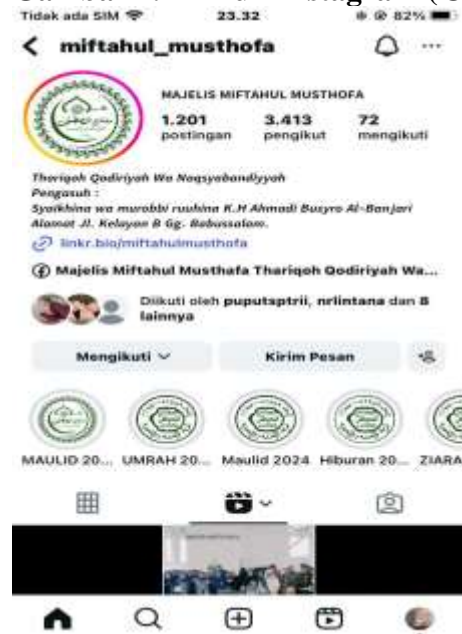 Tidak ada SIM
23.32
82%
miftahul_musthofa
MAJELIS MIFTAHUL MUSTHOFA
1.201 3.413 72
postingan pengikut mengikuti
Thariqoh Qodiriyah Wa Naqsyabandiyyah
Pengasuh :
Syaikhina wa murobbi ruuhina K.H Ahmadi Busyro Al-Banjari
Alamat Jl. Kelayan B Gg. Babussalam.
linkr.bio/miftahulmusthofa
Majelis Miftahul Musthafa Thariqoh Qodiriyah Wa...
Diikuti oleh puputsptrii, nrlintana dan 8
lainnya
Mengikuti Kirim Pesan
MAULID 20... UMRAH 20... Maulid 2024 Hiburan 20... ZIARA